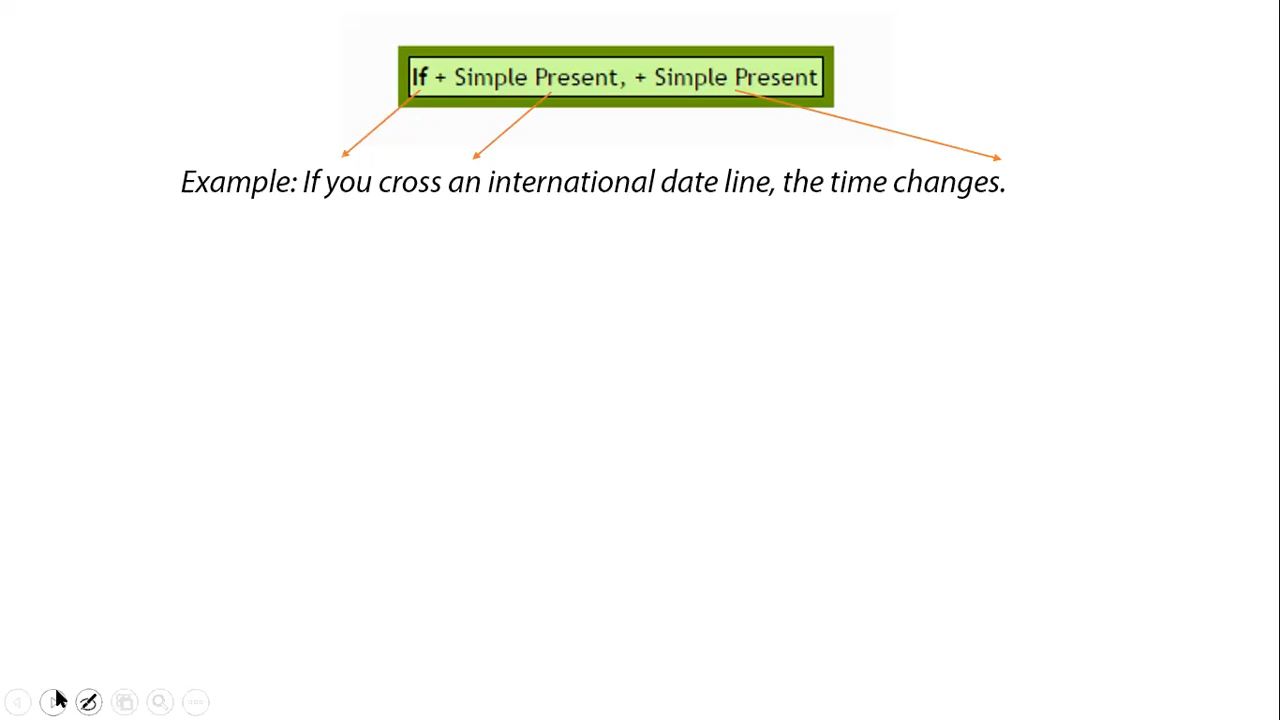 If + Simple Present, + Simple Present
Example: If you cross an international date line, the time changes.